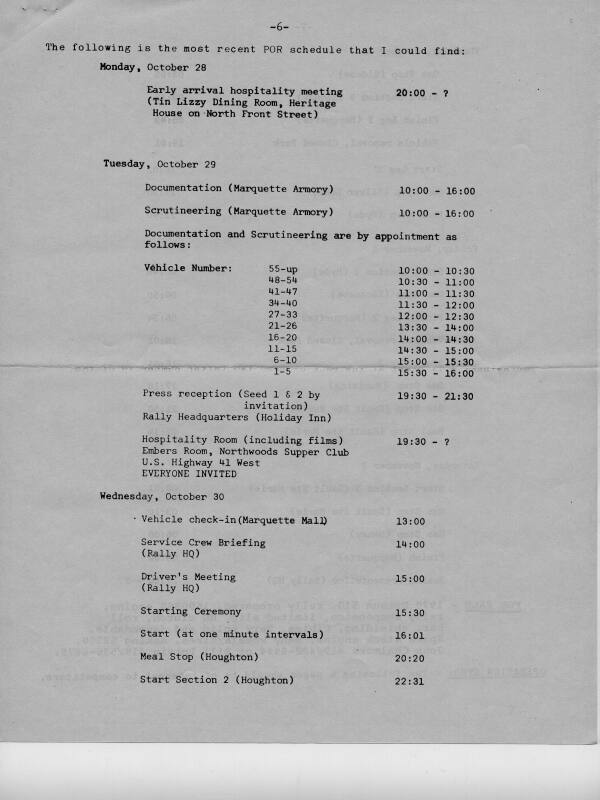 -6-
The following is the most recent POR schedule that I could find:
Monday, October 28
Early arrival hospitality meeting 20:00 - ?
(Tin Lizzy Dining Room, Heritage
House on North Front Street)
Tuesday, October 29
Documentation (Marquette Armory) 10:00 - 16:00
Scrutineering (Marquette Armory) 10:00 - 16:00
Documentation and Scrutineering are by appointment as
follows:
Vehicle Number: 55-up 10:00 - 10:30
48-54 10:30 - 11:00
41-47 11:00 - 11:30
34-40 11:30 - 12:00
27-33 12:00 - 12:30
21-26 13:30 - 14:00
16-20 14:00 - 14:30
11-15 14:30 - 15:00
6-10 15:00 - 15:30
1-5 15:30 - 16:00
Press reception (Seed 1 & 2 by 19:30 - 21:30
invitation)
Rally Headquarters (Holiday Inn)
Hospitality Room (including films) 19:30 - ?
Embers Room, Northwoods Supper Club
U.S. Highway 41 West
EVERYONE INVITED
Wednesday, October 30
Vehicle check-in(Marquette Mall) 13:00
Service Crew Briefing 14:00
(Rally HQ)
Driver's Meeting 15:00
(Rally HQ)
Starting Ceremony 15:30
Start (at one minute intervals) 16:01
Meal Stop (Houghton) 20:20
Start Section 2 (Houghton) 22:31